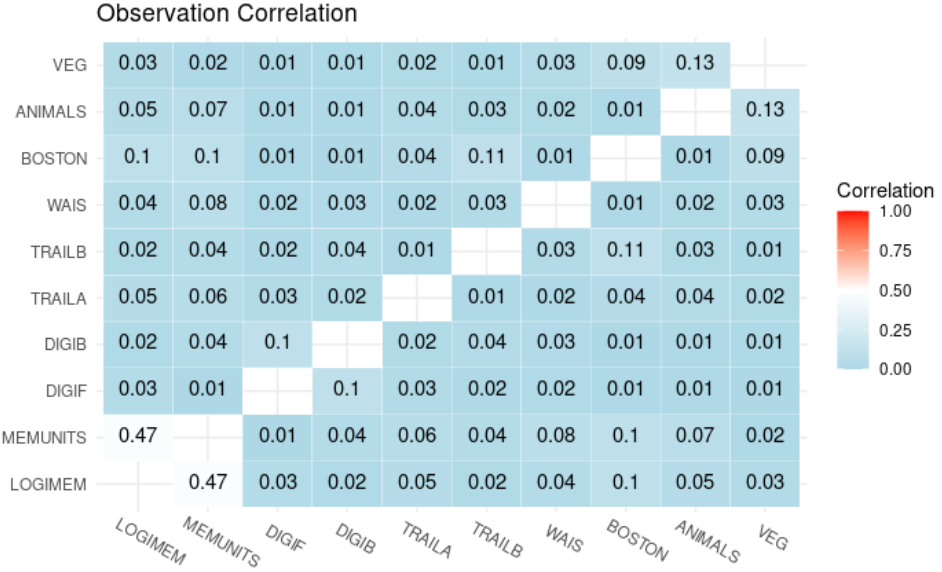 Observation Correlation
VEG 0.03 0.02 0.01 0.01 0.02 0.01 0.03 0.09 0.13
ANIMALS 0.05 0.07 0.01 0.01 0.04 0.03 0.02 0.01 0.13
BOSTON 0.1 0.1 0.01 0.01 0.04 0.11 0.01 0.01 0.09
WAIS 0.04 0.08 0.02 0.03 0.02 0.03 0.01 0.02 0.03
TRAILB 0.02 0.04 0.02 0.04 0.01 0.03 0.11 0.03 0.01
TRAILA 0.05 0.06 0.03 0.02 0.01 0.02 0.04 0.04 0.02
DIGIB 0.02 0.04 0.1 0.02 0.04 0.03 0.01 0.01 0.01
DIGIF 0.03 0.01 0.1 0.03 0.02 0.02 0.01 0.01 0.01
MEMUNITS 0.47 0.01 0.04 0.06 0.04 0.08 0.1 0.07 0.02
LOGIMEM 0.47 0.03 0.02 0.05 0.02 0.04 0.1 0.05 0.03
LOGIMEM MEMUNITS DIGIF DIGIB TRAILA TRAILB WAIS BOSTON ANIMALS VEG
Correlation
1.00
0.75
0.50
0.25
0.00